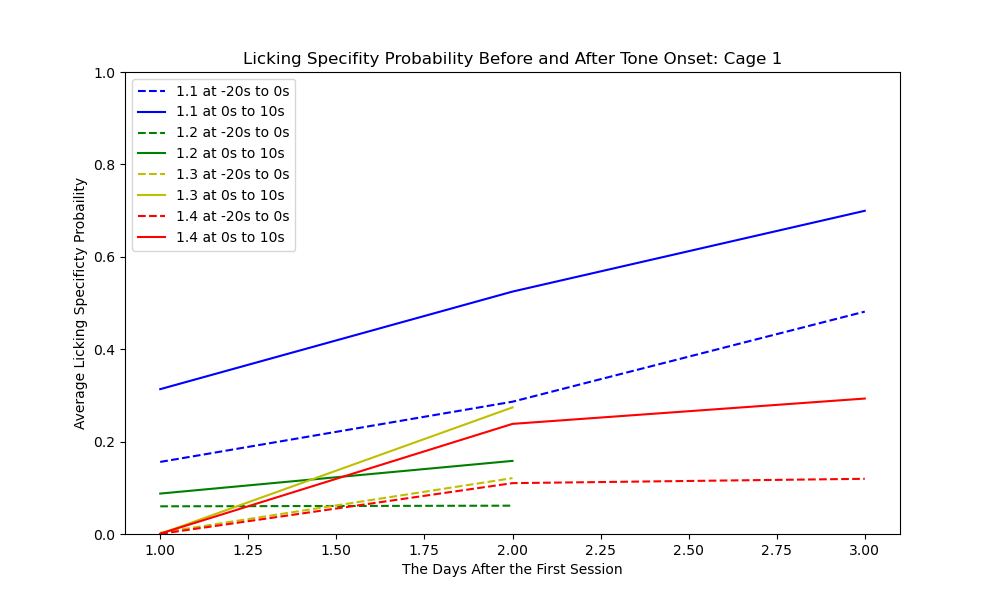 Licking Specifity Probability Before and After Tone Onset: Cage 1
1.0
0.8
0.6
0.4
0.2
0.0
Average Licking Specificty Probaility
1.1 at -20s to 0s
1.1 at 0s to 10s
1.2 at -20s to 0s
1.2 at 0s to 10s
1.3 at -20s to 0s
1.3 at 0s to 10s
1.4 at -20s to 0s
1.4 at 0s to 10s
1.00 1.25 1.50 1.75 2.00 2.25 2.50 2.75 3.00
The Days After the First Session